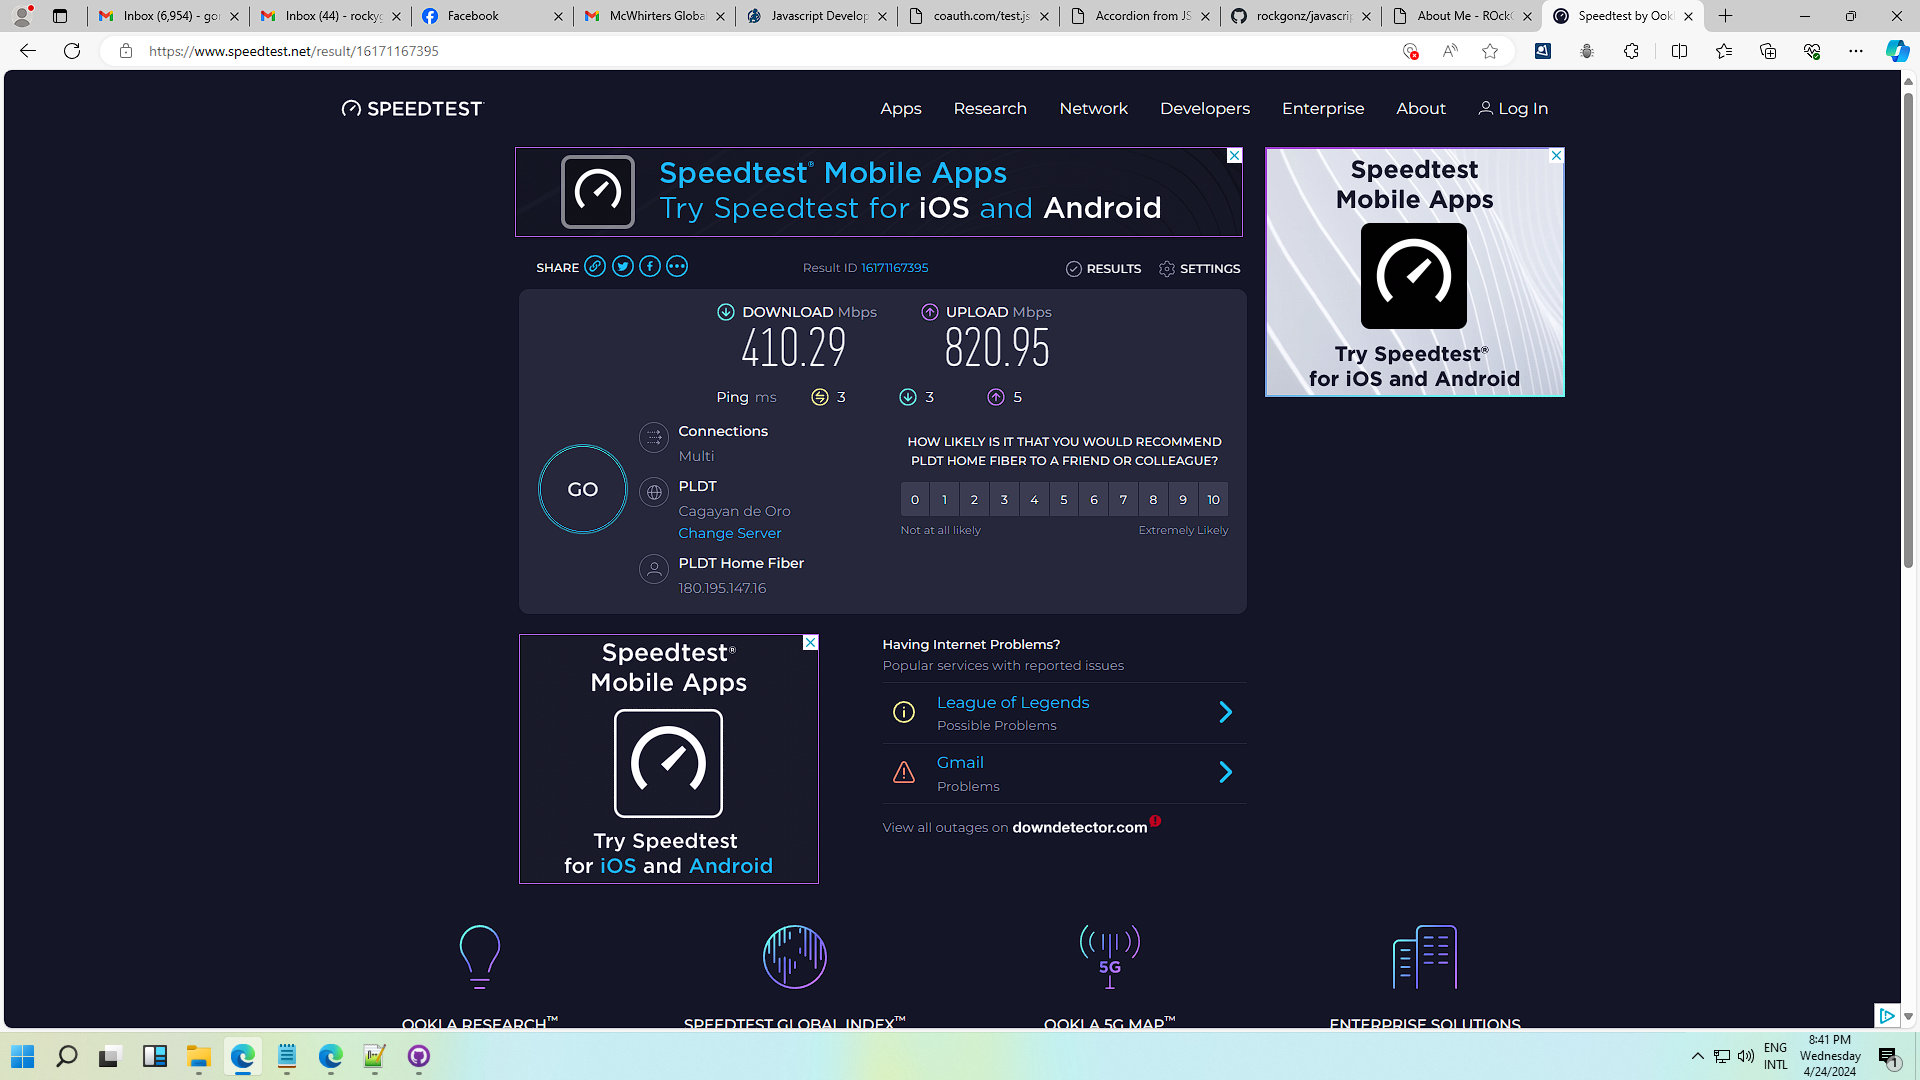 Inbox (6,954) - gor
Inbox (44) - rockyg
Facebook
McWhirters Global
Javascript Develop
coauth.com/test.js
Accordion from JS
rockgonz/javascrip
About Me - ROckG
Speedtest by Ookl
https://www.speedtest.net/result/16171167395
SPEEDTEST
Apps
Research
Network
Developers
Enterprise
About
Log In
Speedtest® Mobile Apps
Try Speedtest for iOS and Android
Speedtest
Mobile Apps
Try Speedtest®
for iOS and Android
SHARE
Result ID 16171167395
RESULTS
SETTINGS
DOWNLOAD Mbps
410.29
UPLOAD Mbps
820.95
Ping ms
3
3
5
GO
Connections
Multi
PLDT
Cagayan de Oro
Change Server
PLDT Home Fiber
180.195.147.16
HOW LIKELY IS IT THAT YOU WOULD RECOMMEND
PLDT HOME FIBER TO A FRIEND OR COLLEAGUE?
0 1 2 3 4 5 6 7 8 9 10
Not at all likely
Extremely Likely
Speedtest®
Mobile Apps
Try Speedtest
for iOS and Android
Having Internet Problems?
Popular services with reported issues
League of Legends
Possible Problems
Gmail
Problems
View all outages on downdetector.com
5G
OOKLA RESEARCH™
SPEEDTEST GLOBAL INDEX™
OOKLA 5G MAP™
ENTERPRISE SOLUTIONS
ENG
INTL
8:41 PM
Wednesday
4/24/2024
1